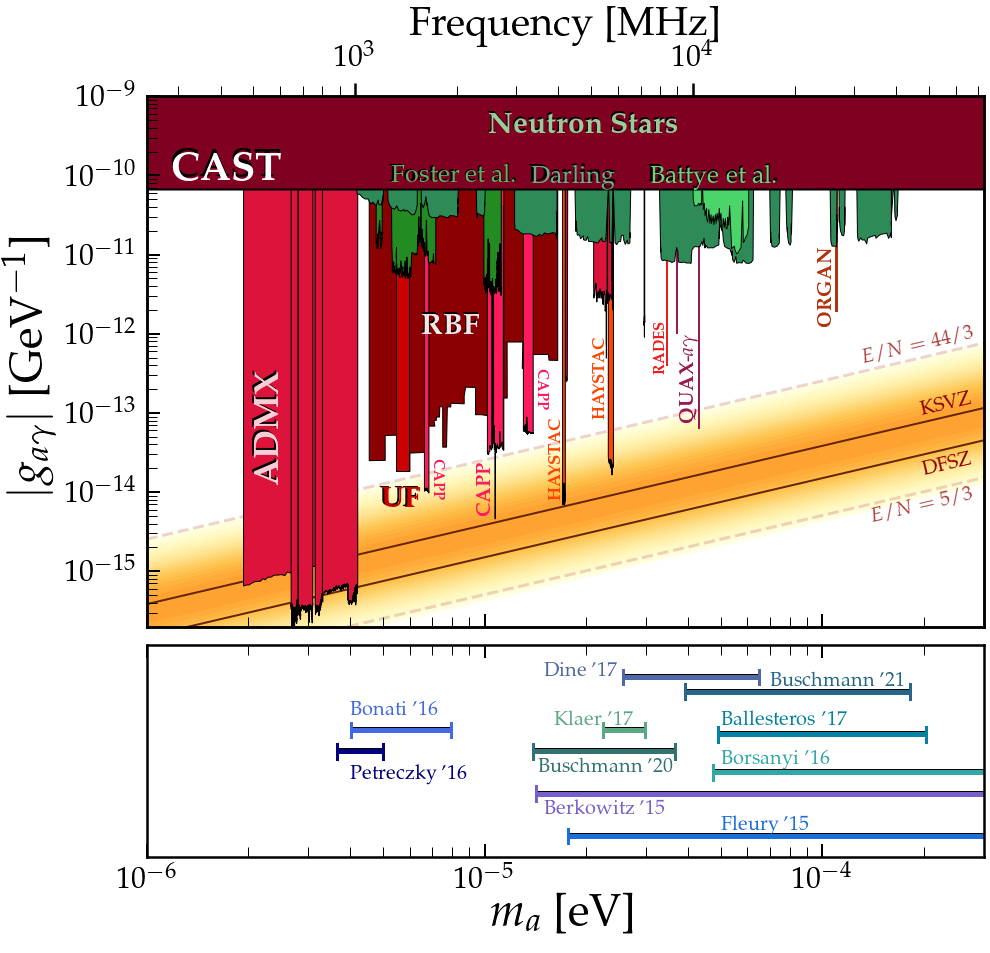 Frequency [MHz]
10³ 10⁴
10⁻⁹
Neutron Stars
CAST
10⁻¹⁰
Foster et al. Darling Battye et al.
10⁻¹¹
ORGAN
10⁻¹²
RBF
RADES
HAYSTAC
QUAX-aγ
E/N = 44/3
|g_{aγ}| [GeV⁻¹]
10⁻¹³
CAPP
KSVZ
ADMX
HAYSTAC
CAPP
CAPP
DFSZ
10⁻¹⁴
UF
E/N = 5/3
10⁻¹⁵
Dine ’17
Buschmann ’21
Bonati ’16
Klaer ’17
Ballesteros ’17
Petreczky ’16
Buschmann ’20
Borsanyi ’16
Berkowitz ’15
Fleury ’15
10⁻⁶ 10⁻⁵ 10⁻⁴
mₐ [eV]